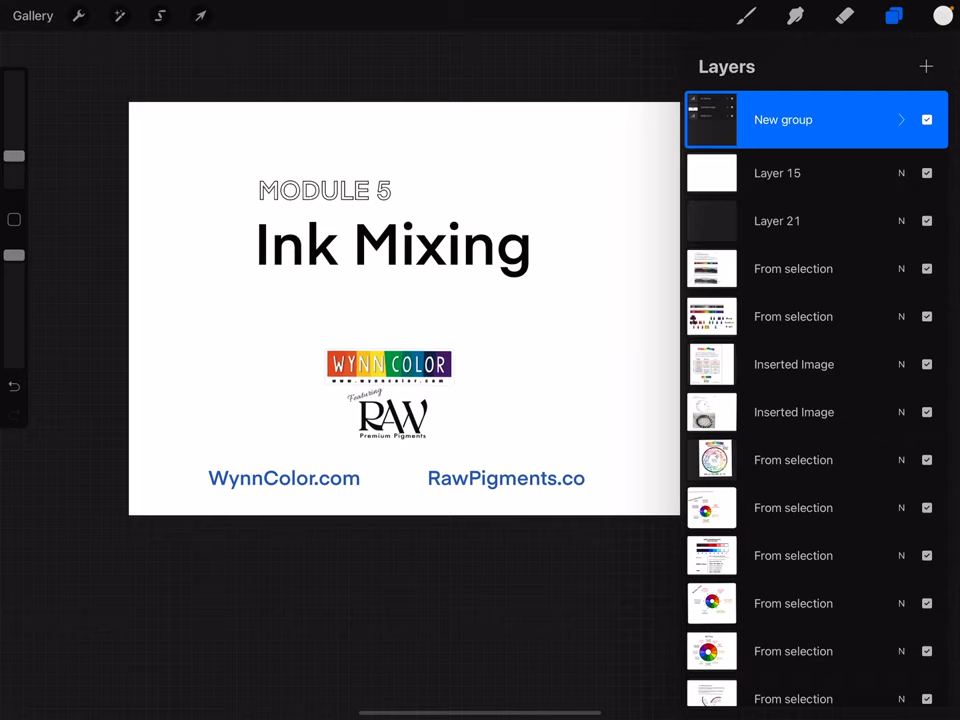 Gallery
Layers
New group
MODULE 5
Ink Mixing
WYNN COLOR
www.wynncolor.com
Featuring
RAW
Premium Pigments
WynnColor.com RawPigments.co
Layer 15 N
Layer 21 N
From selection N
From selection N
Inserted Image N
Inserted Image N
From selection N
From selection N
From selection N
From selection N
From selection N
From selection N